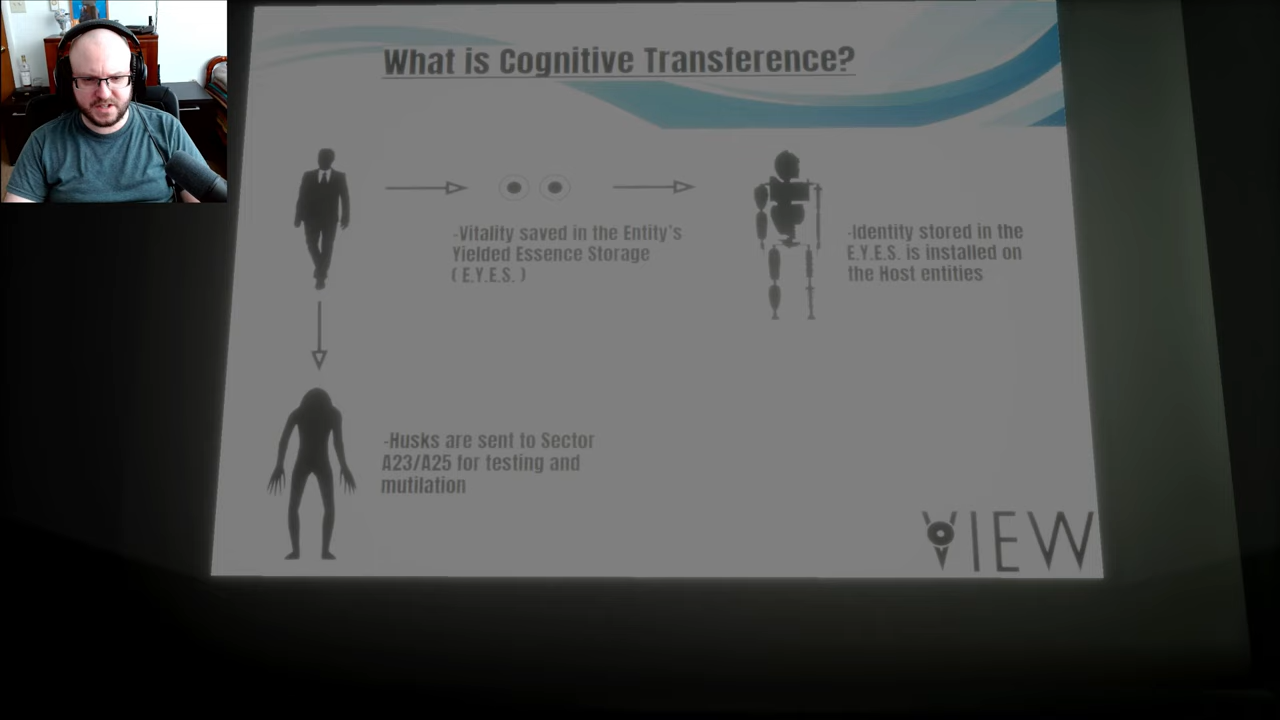 What is Cognitive Transference?
-Vitality saved in the Entity's
Yielded Essence Storage
( E.Y.E.S. )
-Identity stored in the
E.Y.E.S. is installed on
the Host entities
-Husks are sent to Sector
A23/A25 for testing and
mutilation
VIEW